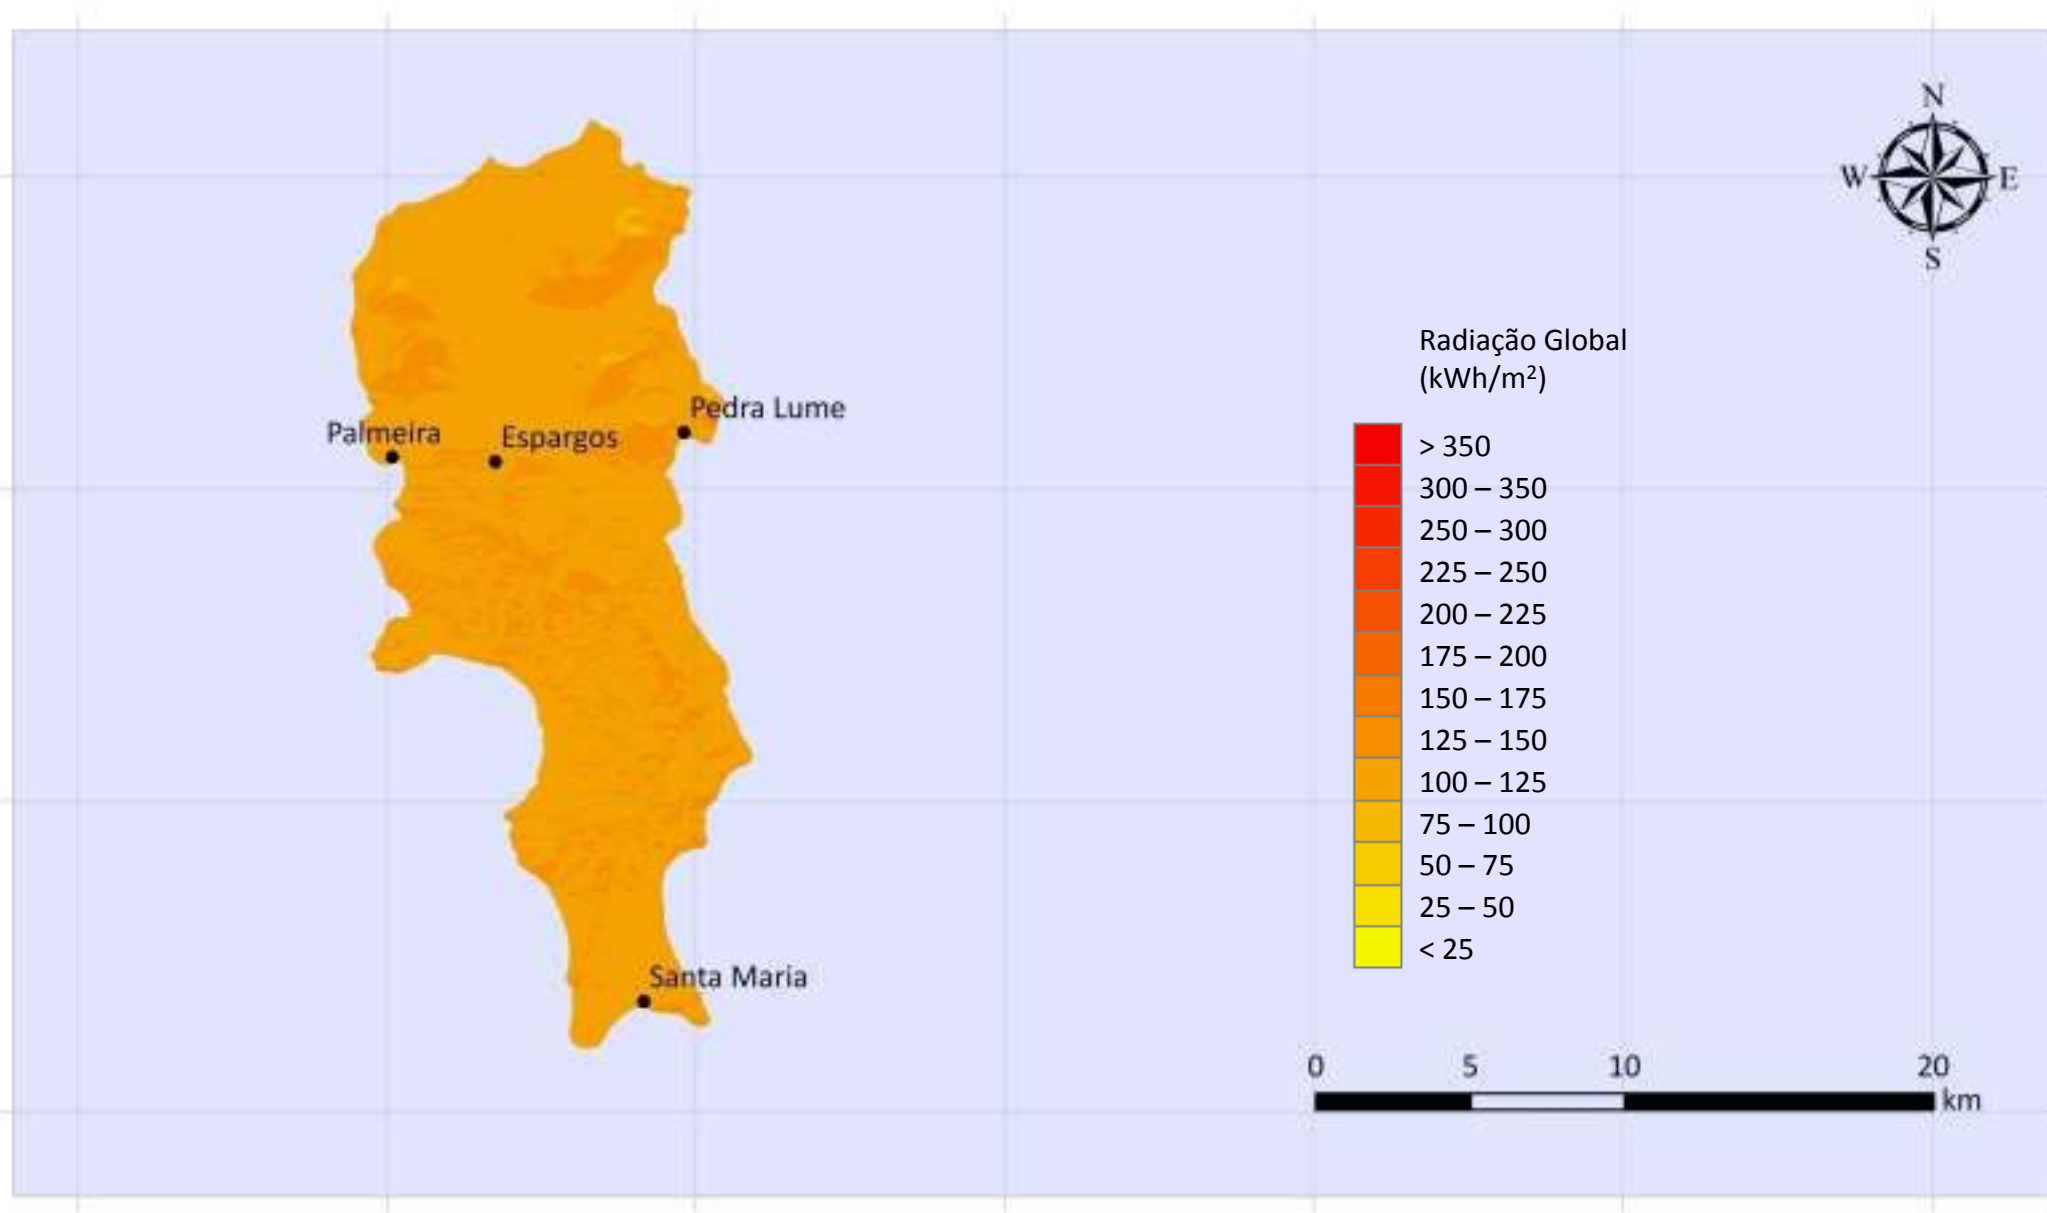 N
W
E
S
Radiação Global
(kWh/m²)
> 350
300 – 350
250 – 300
225 – 250
200 – 225
175 – 200
150 – 175
125 – 150
100 – 125
75 – 100
50 – 75
25 – 50
< 25
Pedra Lume
Palmeira
Espargos
Santa Maria
0 5 10 20
km